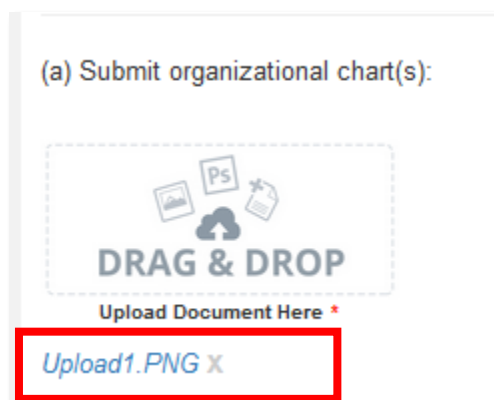 (a) Submit organizational chart(s):
Ps
DRAG & DROP
Upload Document Here *
Upload1.PNG X